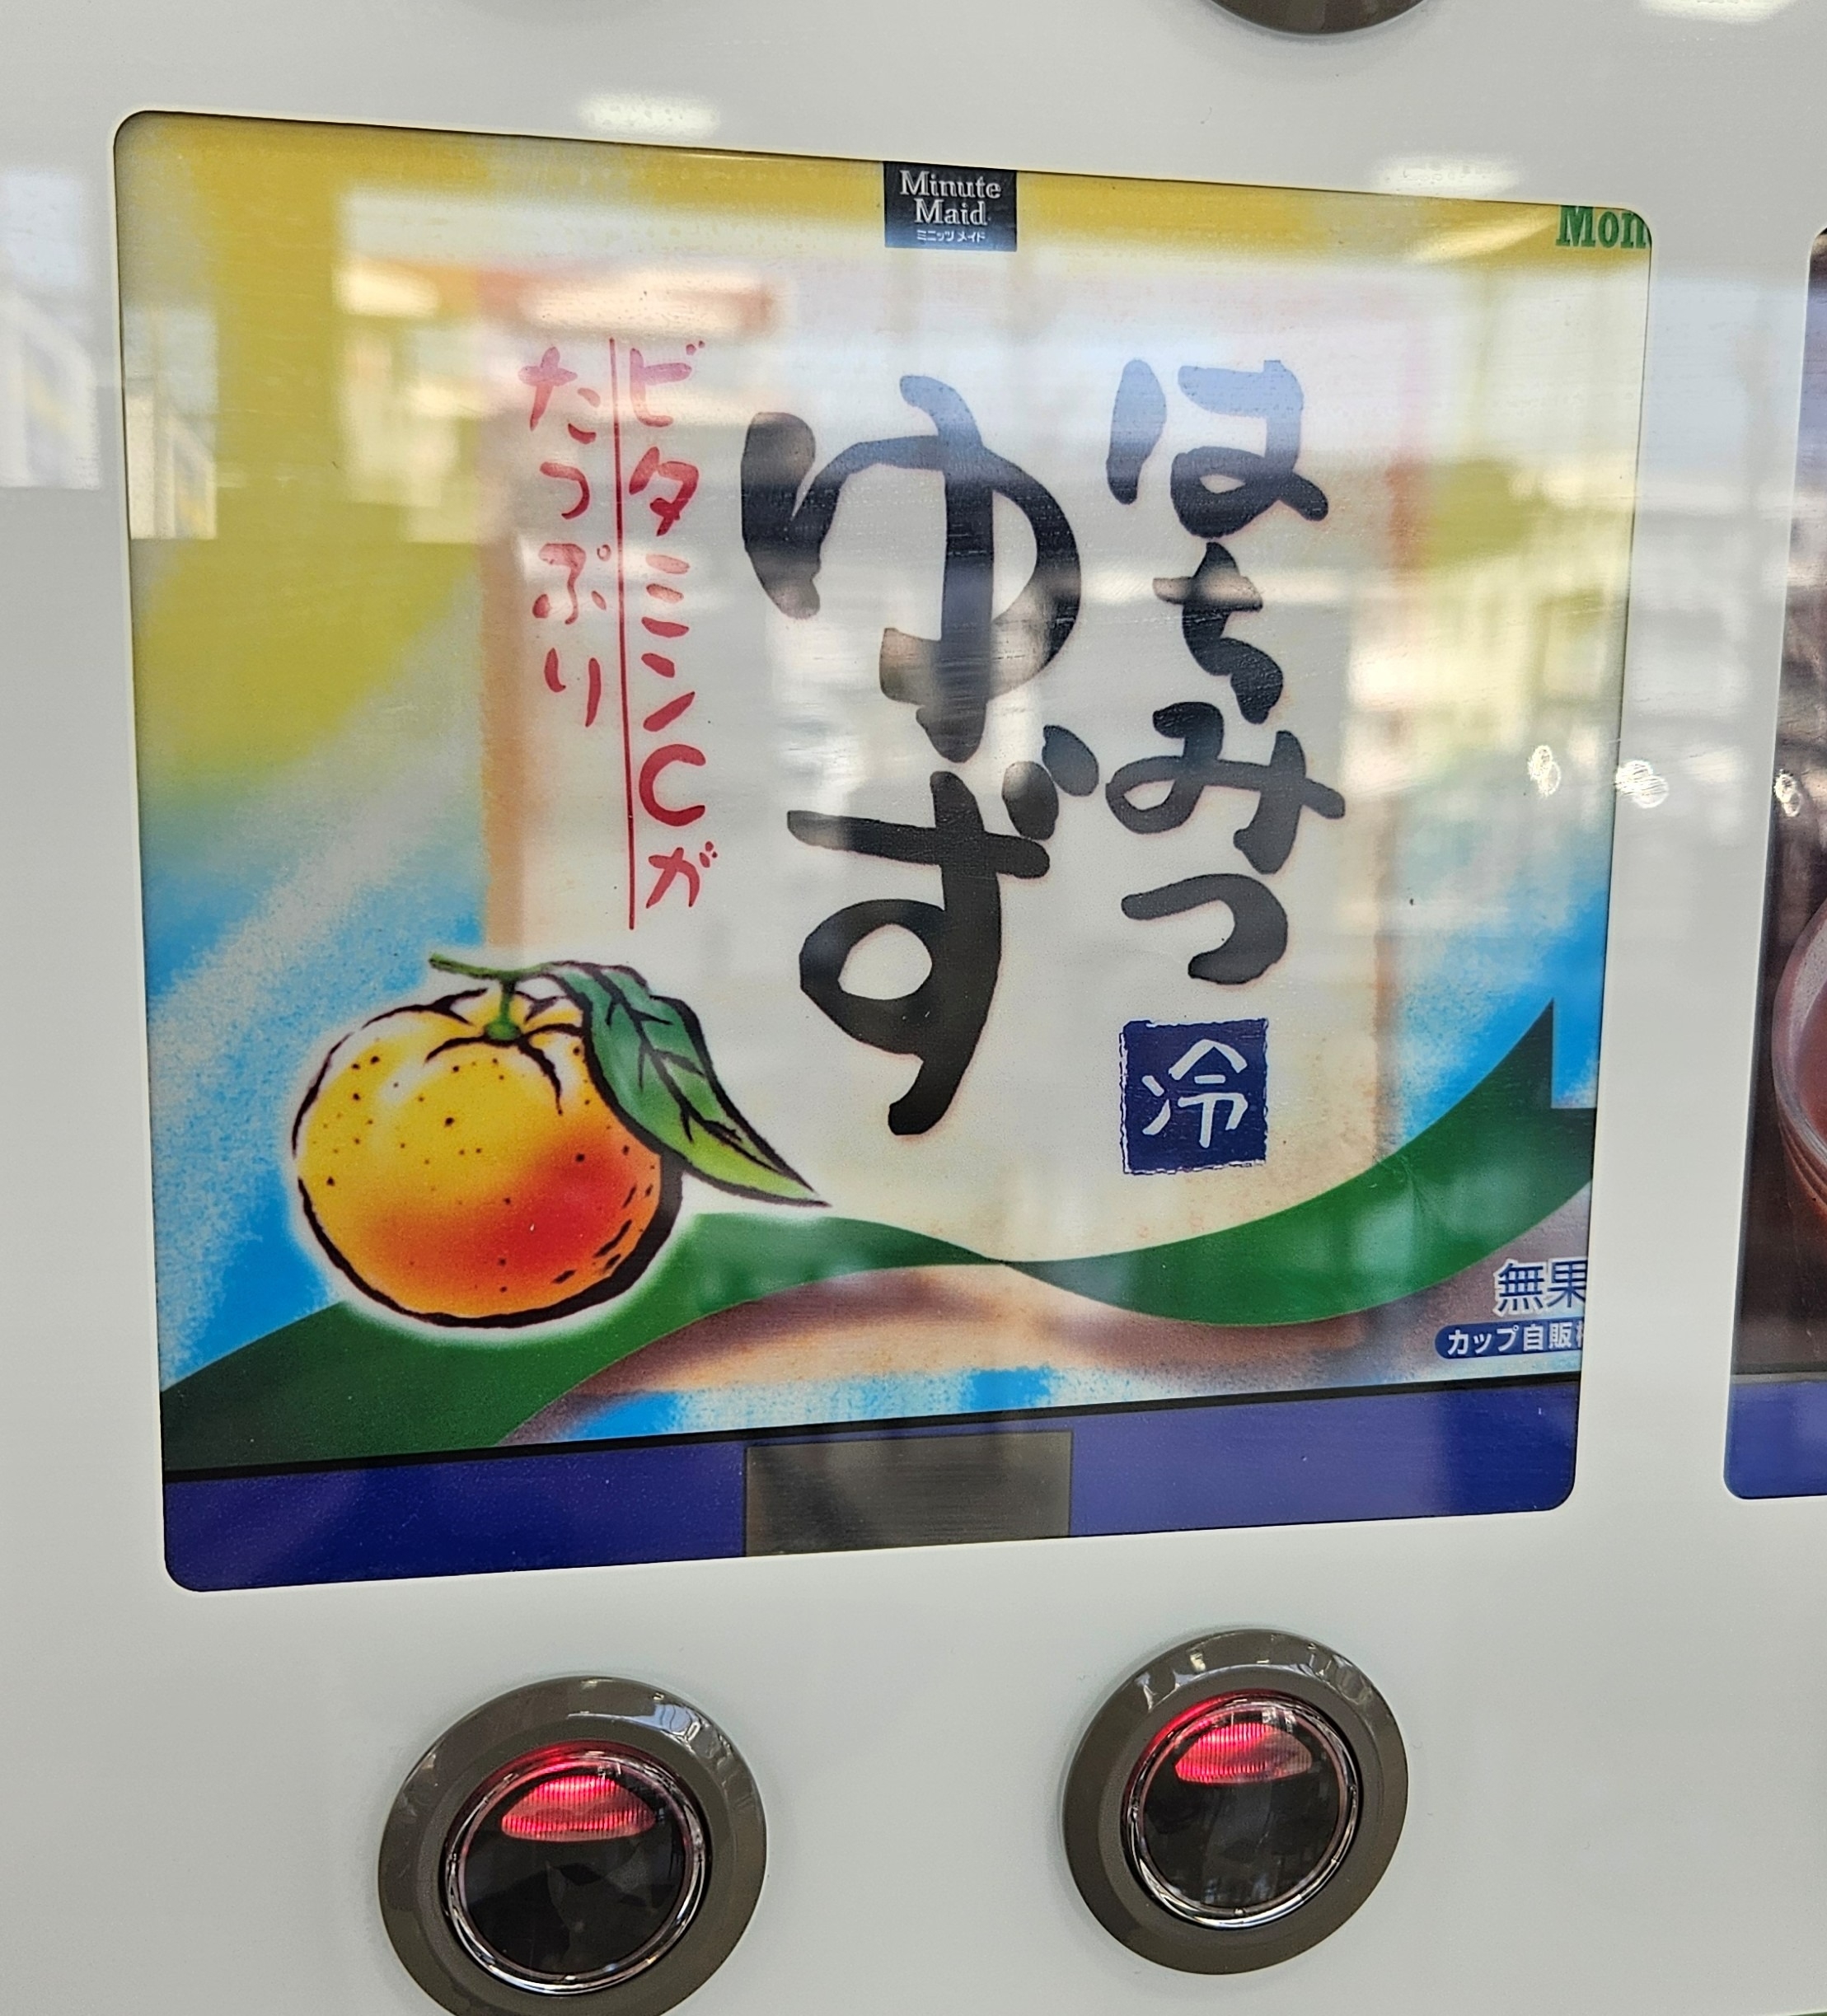 Minute
Maid
ミニッツ メイド
Mon
はちみつ
ゆず
ビタミンCが
たっぷり
冷
無果
カップ自販